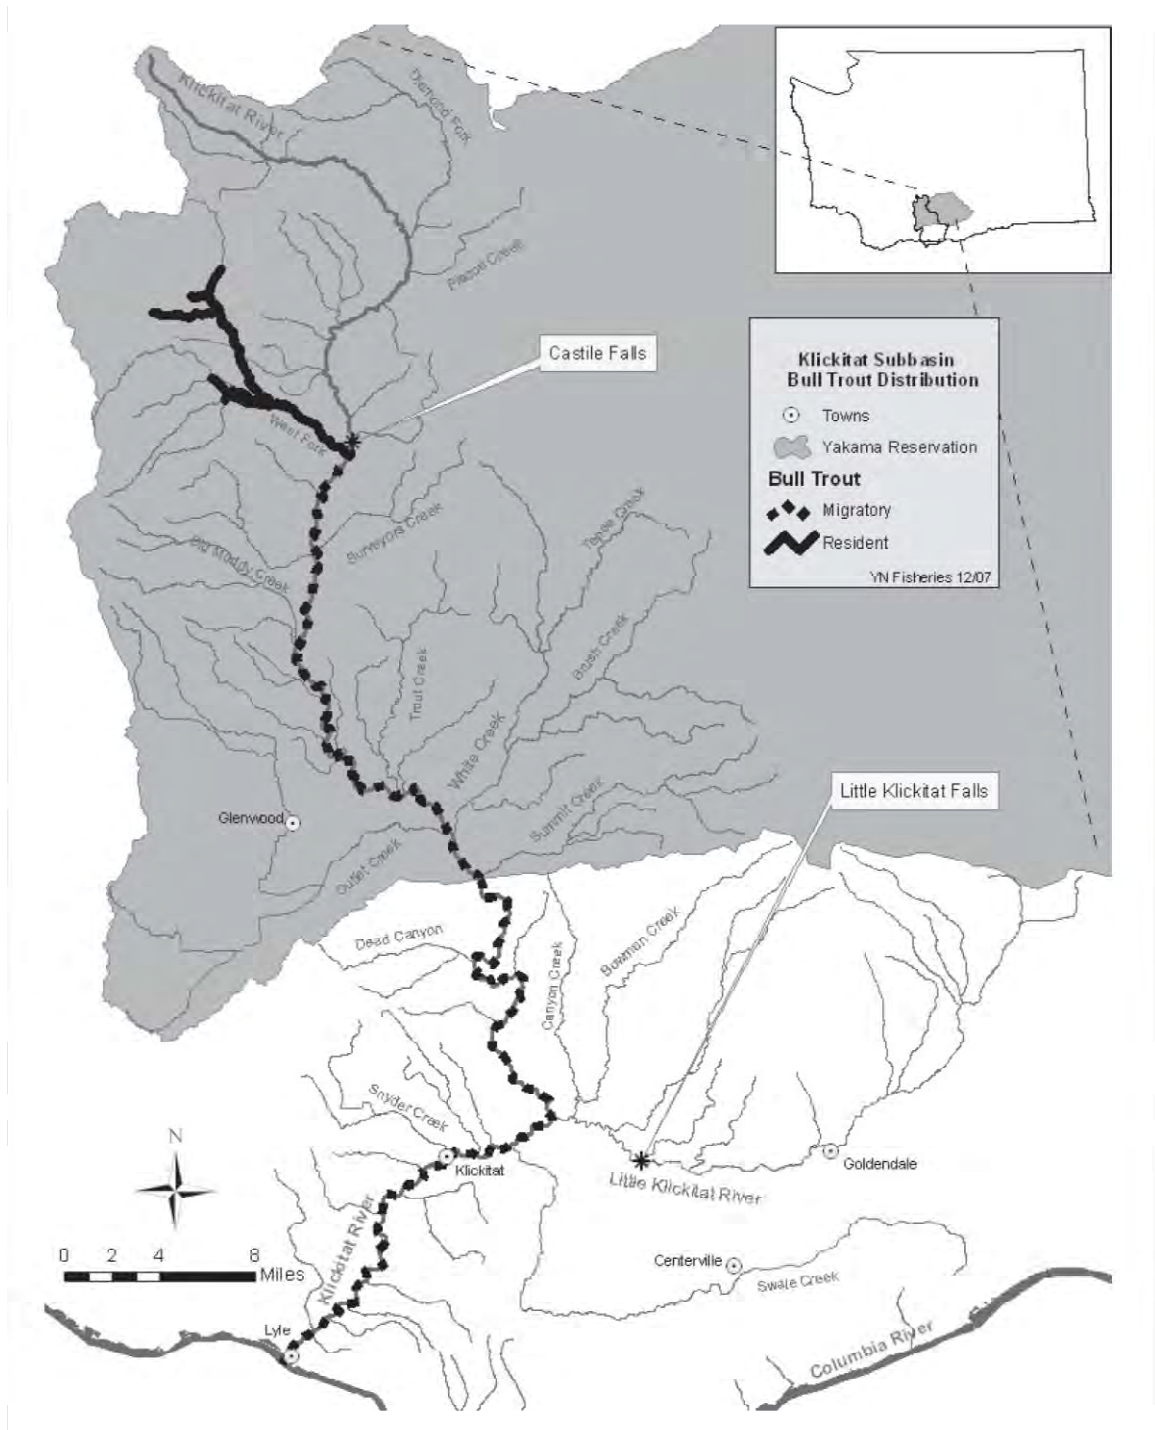 Klickitat River
Diamond Fork
Piscoe Creek
Castile Falls
Klickitat Subbasin
Bull Trout Distribution
Towns
Yakama Reservation
Bull Trout
Migratory
Resident
YN Fisheries 12/07
West Fork
Surveyors Creek
Big Muddy Creek
Tepee Creek
Brush Creek
Trout Creek
White Creek
Summit Creek
Little Klickitat Falls
Glenwood
Outlet Creek
Dead Canyon
Canyon Creek
Bowman Creek
Snyder Creek
N
Klickitat
Goldendale
Little Klickitat River
Klickitat River
0 2 4 8
Miles
Centerville
Swale Creek
Lyle
Columbia River